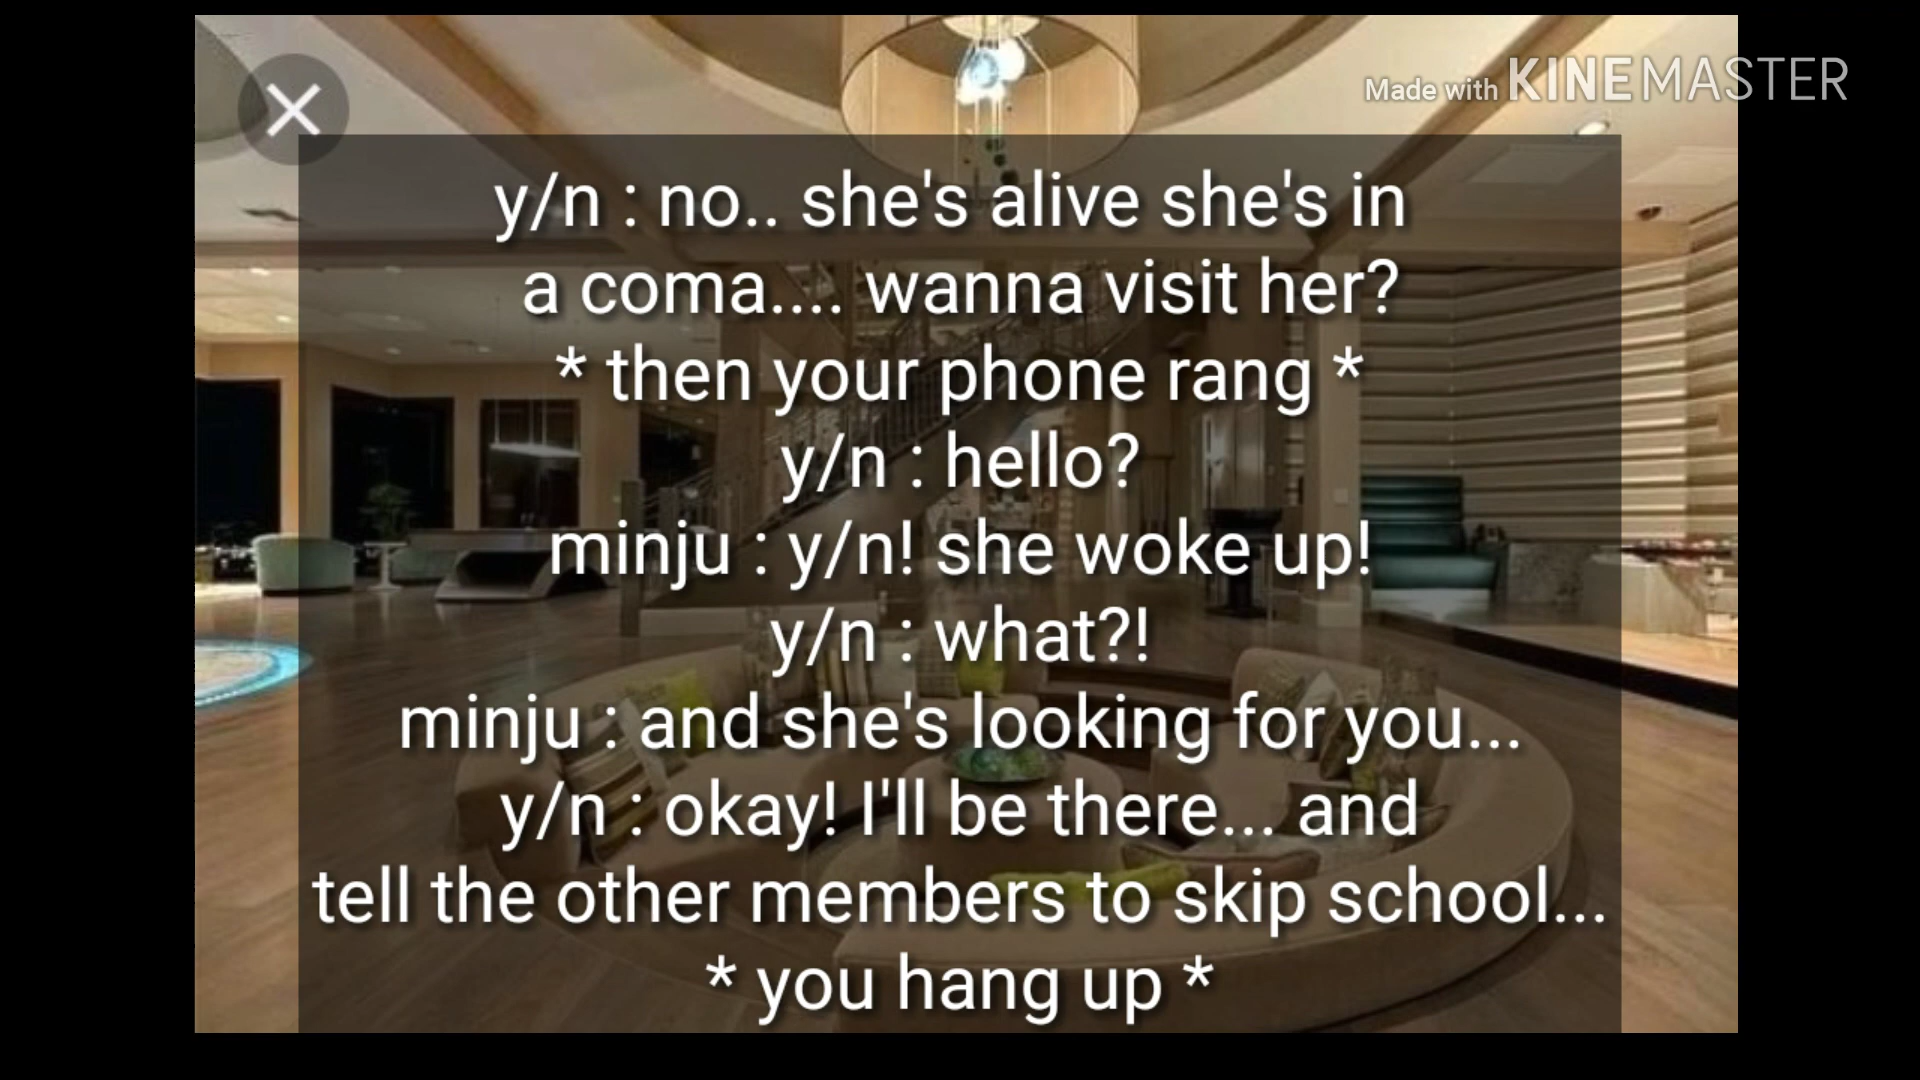 Made with KINEMASTER
y/n : no.. she's alive she's in
a coma.... wanna visit her?
* then your phone rang *
y/n : hello?
minju : y/n! she woke up!
y/n : what?!
minju : and she's looking for you...
y/n : okay! I'll be there... and
tell the other members to skip school...
* you hang up *